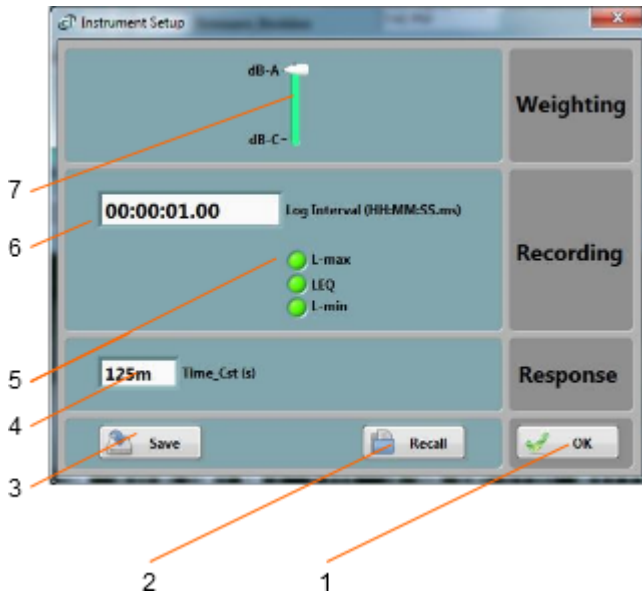 Instrument Setup
dB-A
Weighting
dB-C
7
00:00:01.00 Log Interval (HH:MM:SS.ms)
6
Recording
L-max
LEQ
L-min
5
125m Time_Cst (s)
Response
4
Save Recall OK
3
2 1